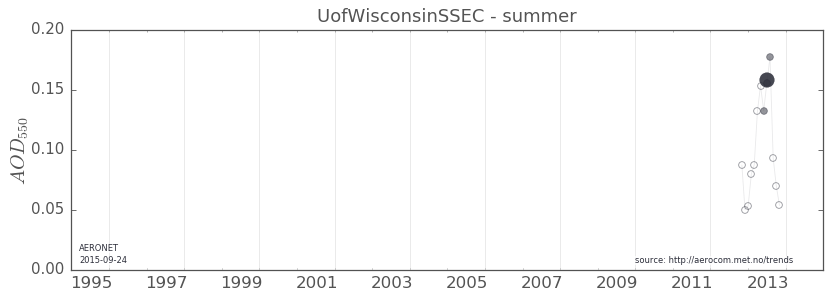 UofWisconsinSSEC - summer
0.20
0.15
0.10
0.05
0.00
AOD550
AERONET
2015-09-24
source: http://aerocom.met.no/trends
1995 1997 1999 2001 2003 2005 2007 2009 2011 2013